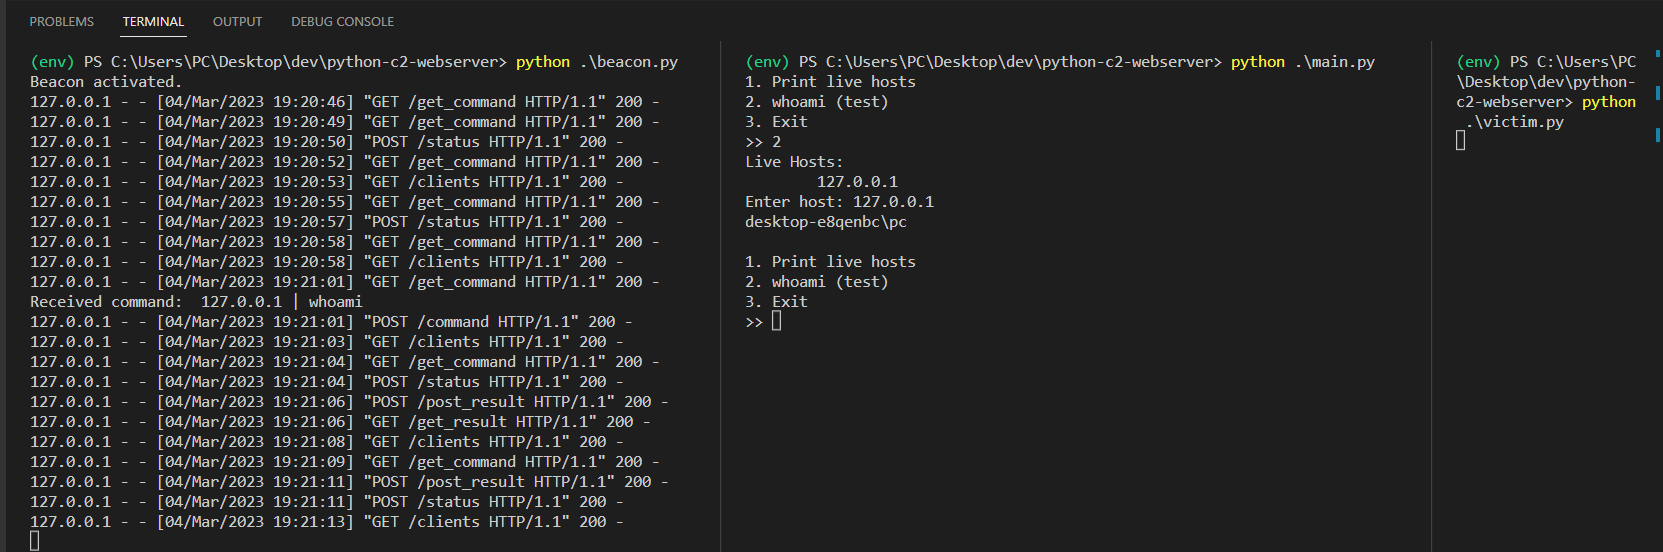 PROBLEMS TERMINAL OUTPUT DEBUG CONSOLE
(env) PS C:\Users\PC\Desktop\dev\python-c2-webserver> python .\beacon.py
Beacon activated.
127.0.0.1 - - [04/Mar/2023 19:20:46] "GET /get_command HTTP/1.1" 200 -
127.0.0.1 - - [04/Mar/2023 19:20:49] "GET /get_command HTTP/1.1" 200 -
127.0.0.1 - - [04/Mar/2023 19:20:50] "POST /status HTTP/1.1" 200 -
127.0.0.1 - - [04/Mar/2023 19:20:52] "GET /get_command HTTP/1.1" 200 -
127.0.0.1 - - [04/Mar/2023 19:20:53] "GET /clients HTTP/1.1" 200 -
127.0.0.1 - - [04/Mar/2023 19:20:55] "GET /get_command HTTP/1.1" 200 -
127.0.0.1 - - [04/Mar/2023 19:20:57] "POST /status HTTP/1.1" 200 -
127.0.0.1 - - [04/Mar/2023 19:20:58] "GET /get_command HTTP/1.1" 200 -
127.0.0.1 - - [04/Mar/2023 19:20:58] "GET /clients HTTP/1.1" 200 -
127.0.0.1 - - [04/Mar/2023 19:21:01] "GET /get_command HTTP/1.1" 200 -
Received command:  127.0.0.1 | whoami
127.0.0.1 - - [04/Mar/2023 19:21:01] "POST /command HTTP/1.1" 200 -
127.0.0.1 - - [04/Mar/2023 19:21:03] "GET /clients HTTP/1.1" 200 -
127.0.0.1 - - [04/Mar/2023 19:21:04] "GET /get_command HTTP/1.1" 200 -
127.0.0.1 - - [04/Mar/2023 19:21:04] "POST /status HTTP/1.1" 200 -
127.0.0.1 - - [04/Mar/2023 19:21:06] "POST /post_result HTTP/1.1" 200 -
127.0.0.1 - - [04/Mar/2023 19:21:06] "GET /get_result HTTP/1.1" 200 -
127.0.0.1 - - [04/Mar/2023 19:21:08] "GET /clients HTTP/1.1" 200 -
127.0.0.1 - - [04/Mar/2023 19:21:09] "GET /get_command HTTP/1.1" 200 -
127.0.0.1 - - [04/Mar/2023 19:21:11] "POST /post_result HTTP/1.1" 200 -
127.0.0.1 - - [04/Mar/2023 19:21:11] "POST /status HTTP/1.1" 200 -
127.0.0.1 - - [04/Mar/2023 19:21:13] "GET /clients HTTP/1.1" 200 -
(env) PS C:\Users\PC\Desktop\dev\python-c2-webserver> python .\main.py
1. Print live hosts
2. whoami (test)
3. Exit
>> 2
Live Hosts:
127.0.0.1
Enter host: 127.0.0.1
desktop-e8qenbc\pc
1. Print live hosts
2. whoami (test)
3. Exit
>>
(env) PS C:\Users\PC
\Desktop\dev\python-
c2-webserver> python
.\victim.py